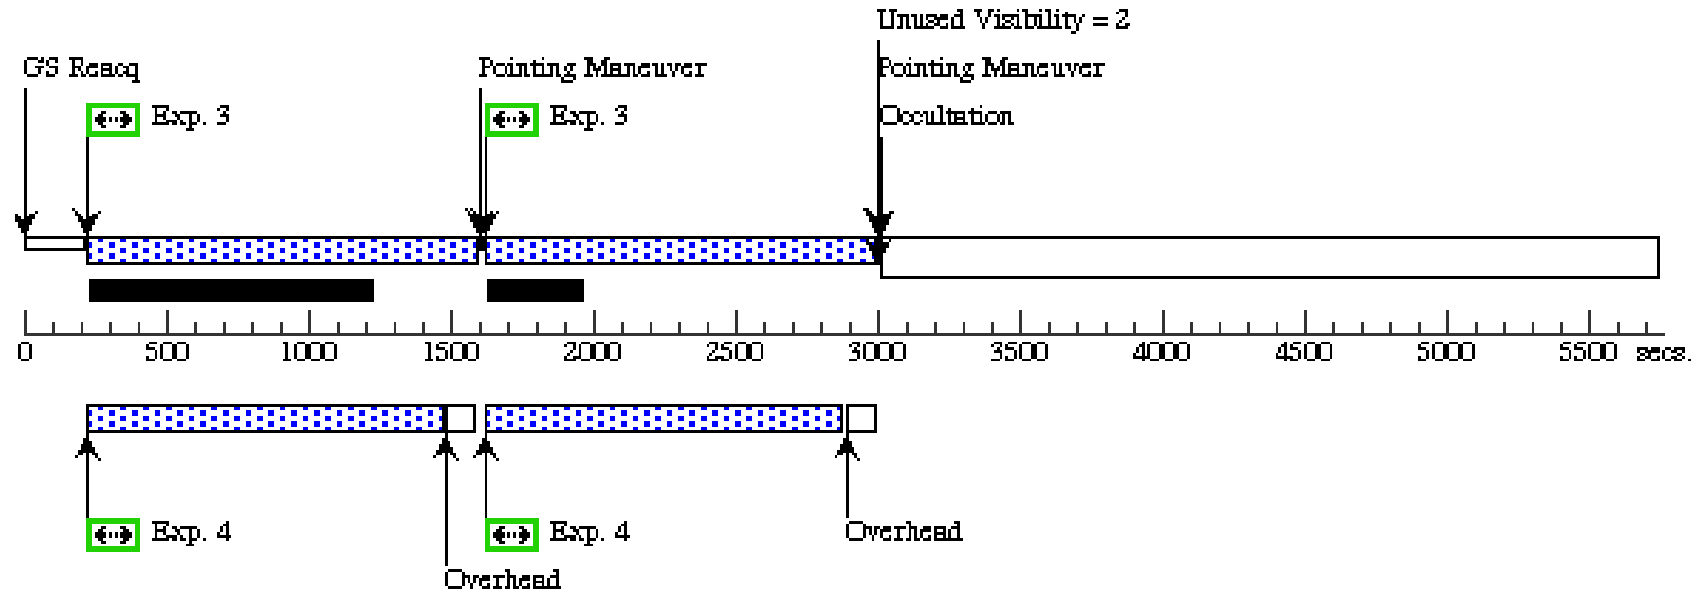 Unused Visibility = 2
GS Reacq
Pointing Maneuver
Pointing Maneuver
Exp. 3
Exp. 3
Occultation
0 500 1000 1500 2000 2500 3000 3500 4000 4500 5000 5500 secs.
Exp. 4
Exp. 4
Overhead
Overhead